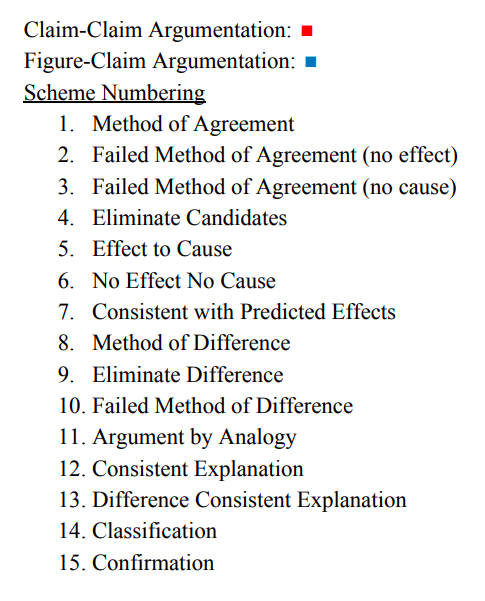 Claim-Claim Argumentation:
Figure-Claim Argumentation:
Scheme Numbering
1. Method of Agreement
2. Failed Method of Agreement (no effect)
3. Failed Method of Agreement (no cause)
4. Eliminate Candidates
5. Effect to Cause
6. No Effect No Cause
7. Consistent with Predicted Effects
8. Method of Difference
9. Eliminate Difference
10. Failed Method of Difference
11. Argument by Analogy
12. Consistent Explanation
13. Difference Consistent Explanation
14. Classification
15. Confirmation